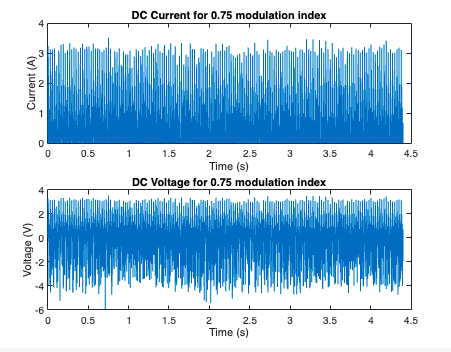 DC Current for 0.75 modulation index
4
3
2
1
0
Current (A)
0 0.5 1 1.5 2 2.5 3 3.5 4 4.5
Time (s)
DC Voltage for 0.75 modulation index
4
2
0
-2
-4
-6
Voltage (V)
0 0.5 1 1.5 2 2.5 3 3.5 4 4.5
Time (s)